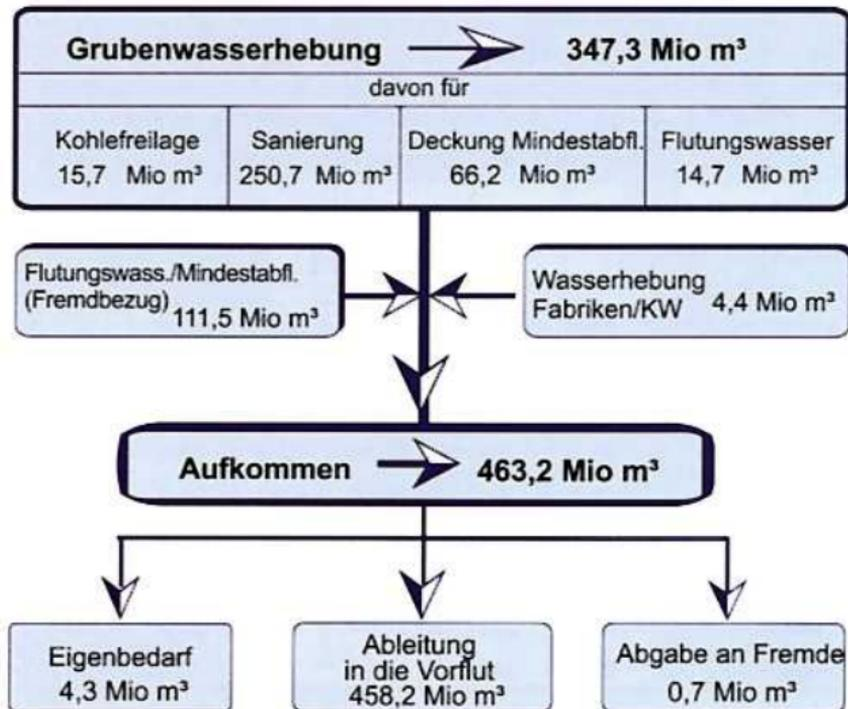 Grubenwasserhebung 347,3 Mio m³
davon für
Kohlefreilage
15,7 Mio m³
Sanierung
250,7 Mio m³
Deckung Mindestabfl.
66,2 Mio m³
Flutungswasser
14,7 Mio m³
Flutungswass./Mindestabfl.
(Fremdbezug) 111,5 Mio m³
Wasserhebung
Fabriken/KW 4,4 Mio m³
Aufkommen 463,2 Mio m³
Eigenbedarf
4,3 Mio m³
Ableitung
in die Vorflut
458,2 Mio m³
Abgabe an Fremde
0,7 Mio m³